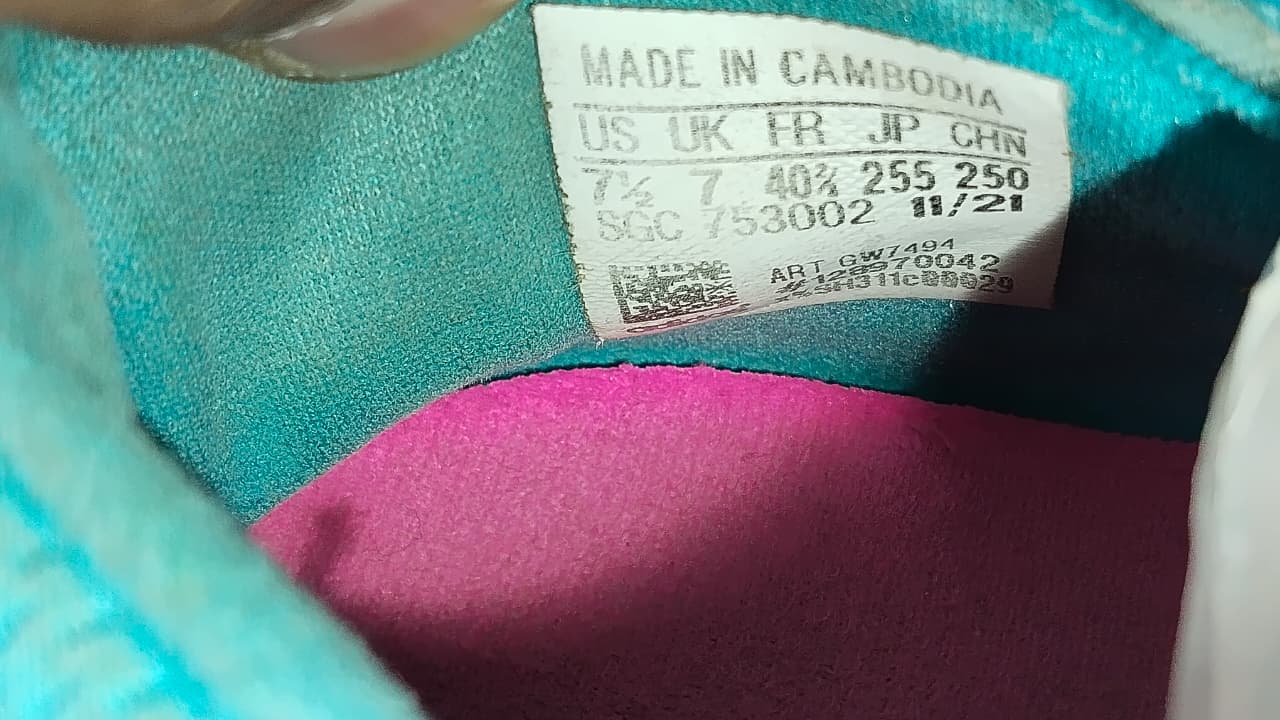 MADE IN CAMBODIA
US UK FR JP CHN
7½ 7 40⅔ 255 250
SGC 753002 11/21
ART GW7494
# 128970042